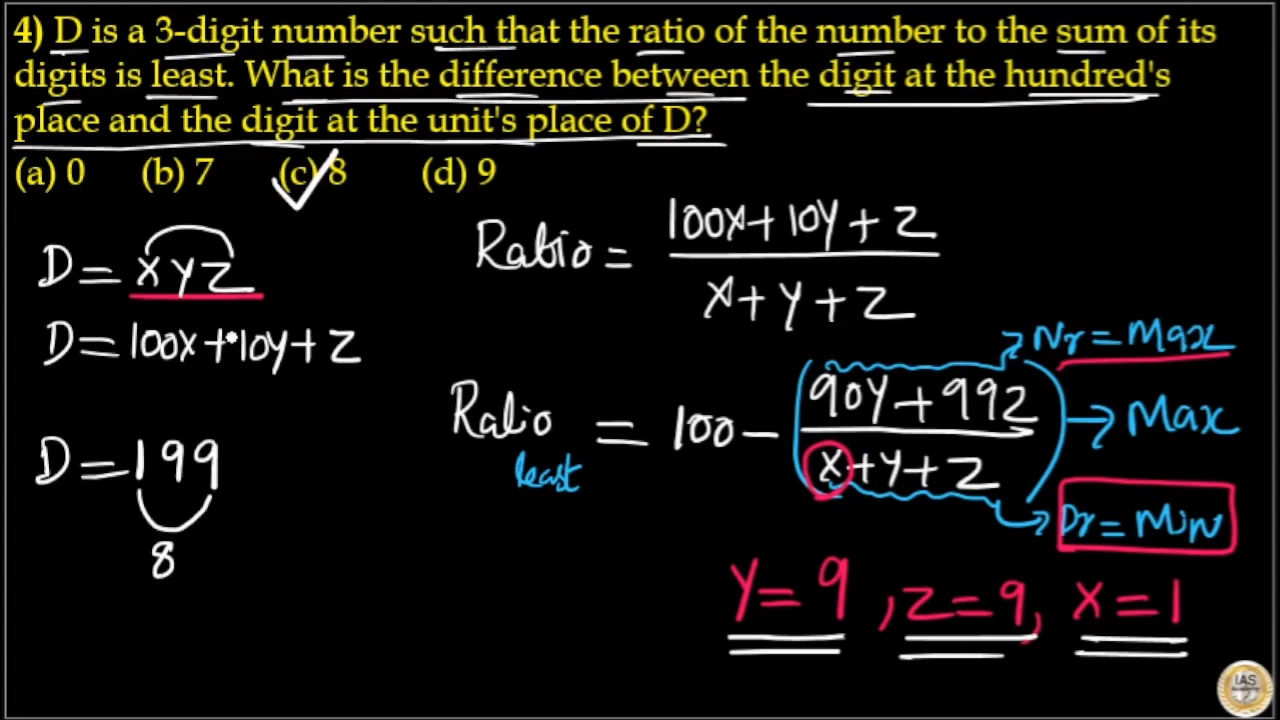 4) D is a 3-digit number such that the ratio of the number to the sum of its
digits is least. What is the difference between the digit at the hundred's
place and the digit at the unit's place of D?
(a) 0 (b) 7 (c) 8 (d) 9
D = xyz
D = 100x + 10y + z
D = 199
8
Ratio = 100x + 10y + z
x + y + z
Nr = Max
Ratio = 100 - 90y + 99z → Max
least x + y + z
Dr = Min
y = 9, z = 9, x = 1
IAS